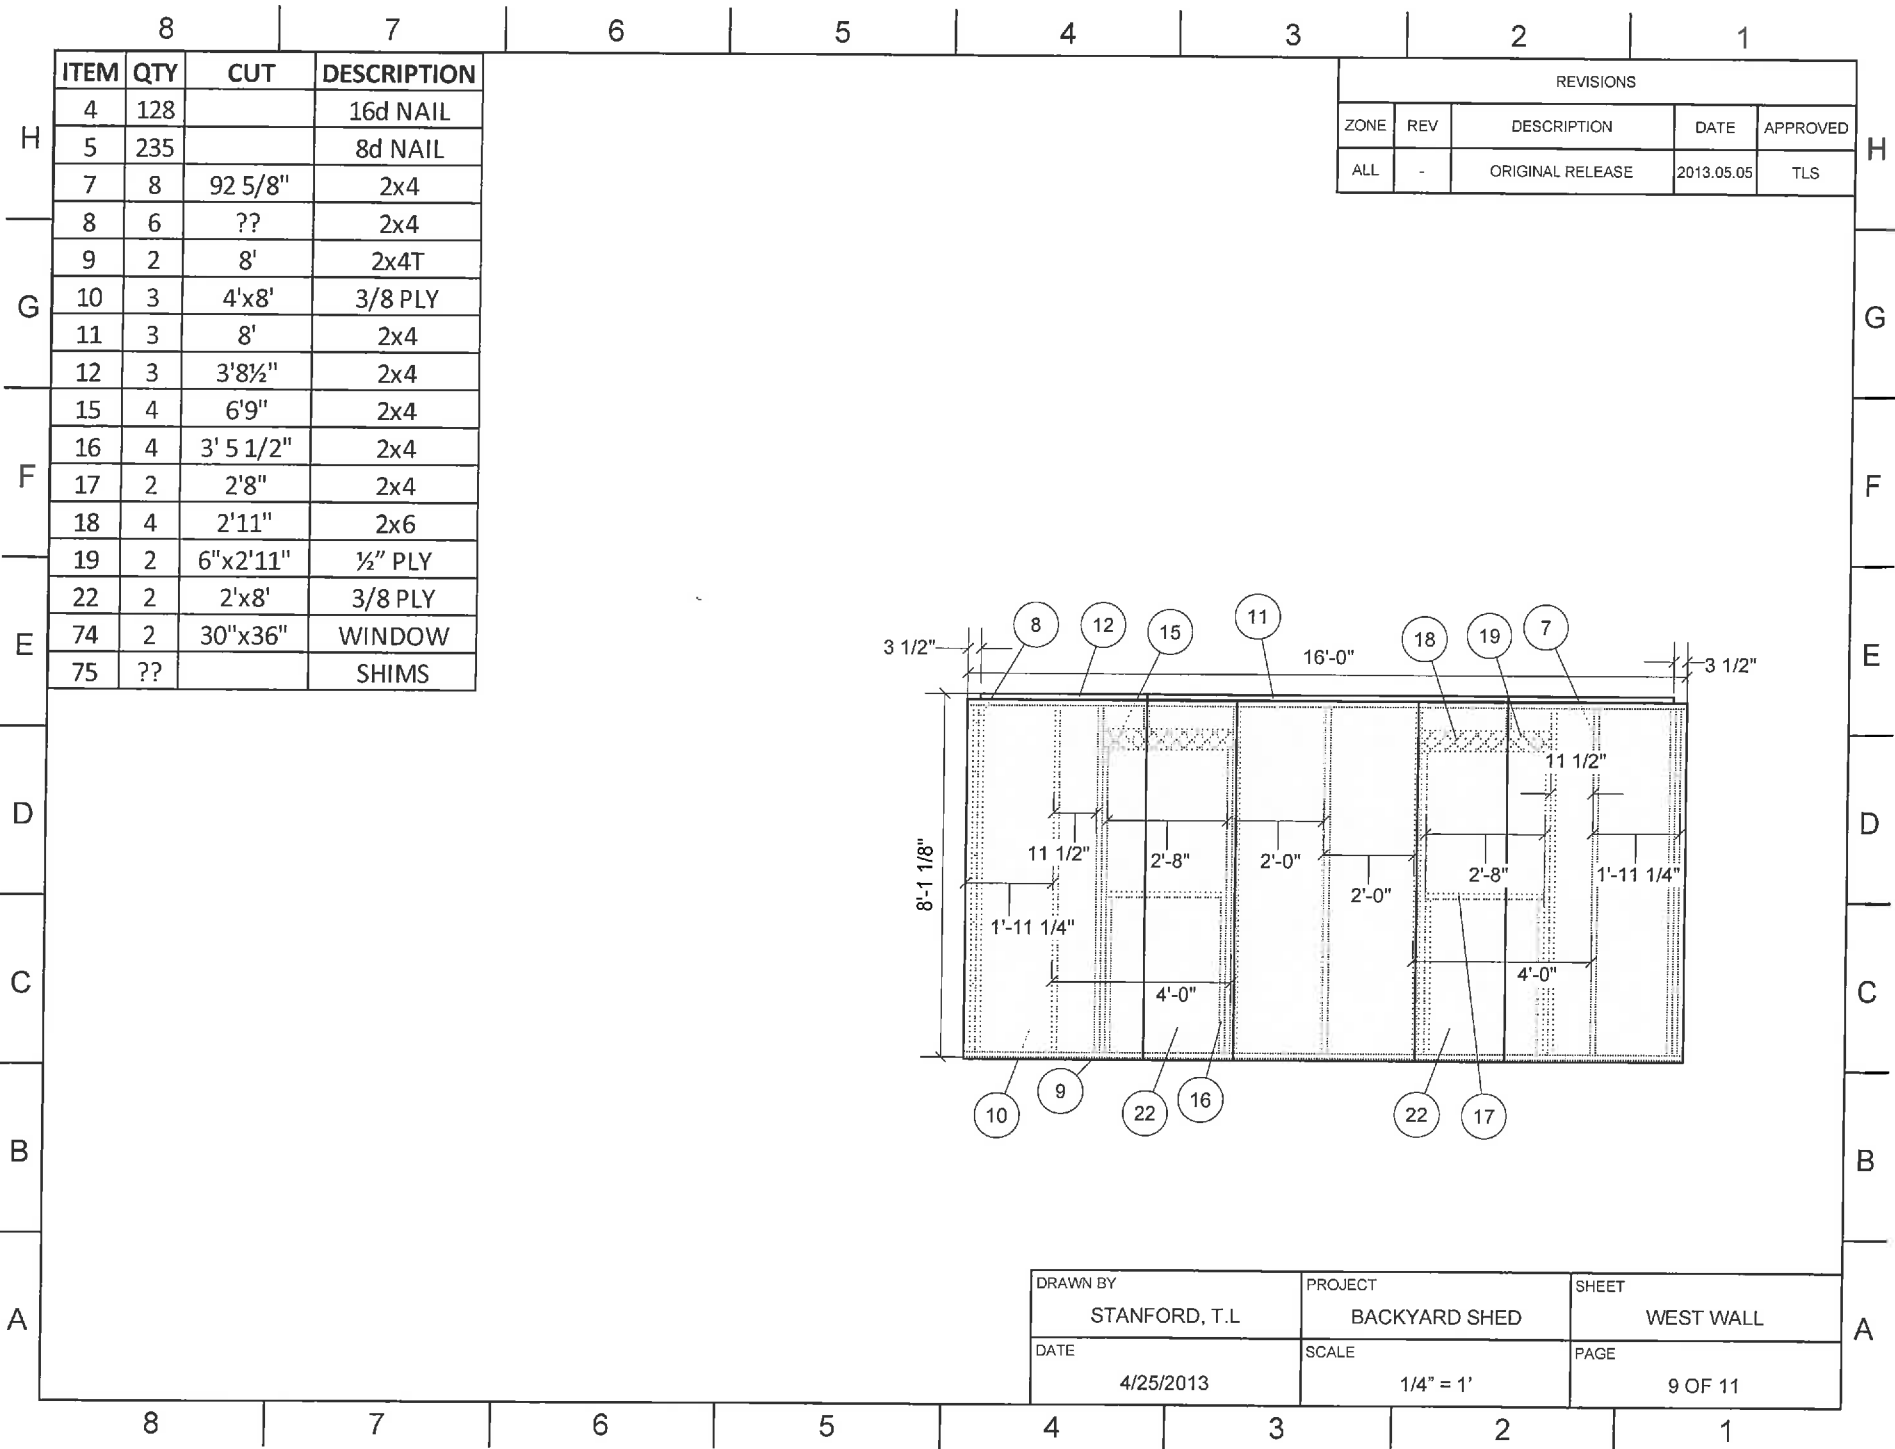 8 7 6 5 4 3 2 1
H
G
F
E
D
C
B
A
ITEM QTY CUT DESCRIPTION
4 128 16d NAIL
5 235 8d NAIL
7 8 92 5/8" 2x4
8 6 ?? 2x4
9 2 8' 2x4T
10 3 4'x8' 3/8 PLY
11 3 8' 2x4
12 3 3'8½" 2x4
15 4 6'9" 2x4
16 4 3' 5 1/2" 2x4
17 2 2'8" 2x4
18 4 2'11" 2x6
19 2 6"x2'11" ½" PLY
22 2 2'x8' 3/8 PLY
74 2 30"x36" WINDOW
75 ?? SHIMS
REVISIONS
ZONE REV DESCRIPTION DATE APPROVED
ALL - ORIGINAL RELEASE 2013.05.05 TLS
8 12 15 11 18 19 7
3 1/2" 16'-0" 3 1/2"
11 1/2"
8'-1 1/8"
11 1/2" 2'-8" 2'-0" 2'-0" 2'-8" 1'-11 1/4"
1'-11 1/4"
4'-0" 4'-0"
10 9 22 16 22 17
H
G
F
E
D
C
B
A
DRAWN BY
STANFORD, T.L
PROJECT
BACKYARD SHED
SHEET
WEST WALL
DATE
4/25/2013
SCALE
1/4" = 1'
PAGE
9 OF 11
8 7 6 5 4 3 2 1